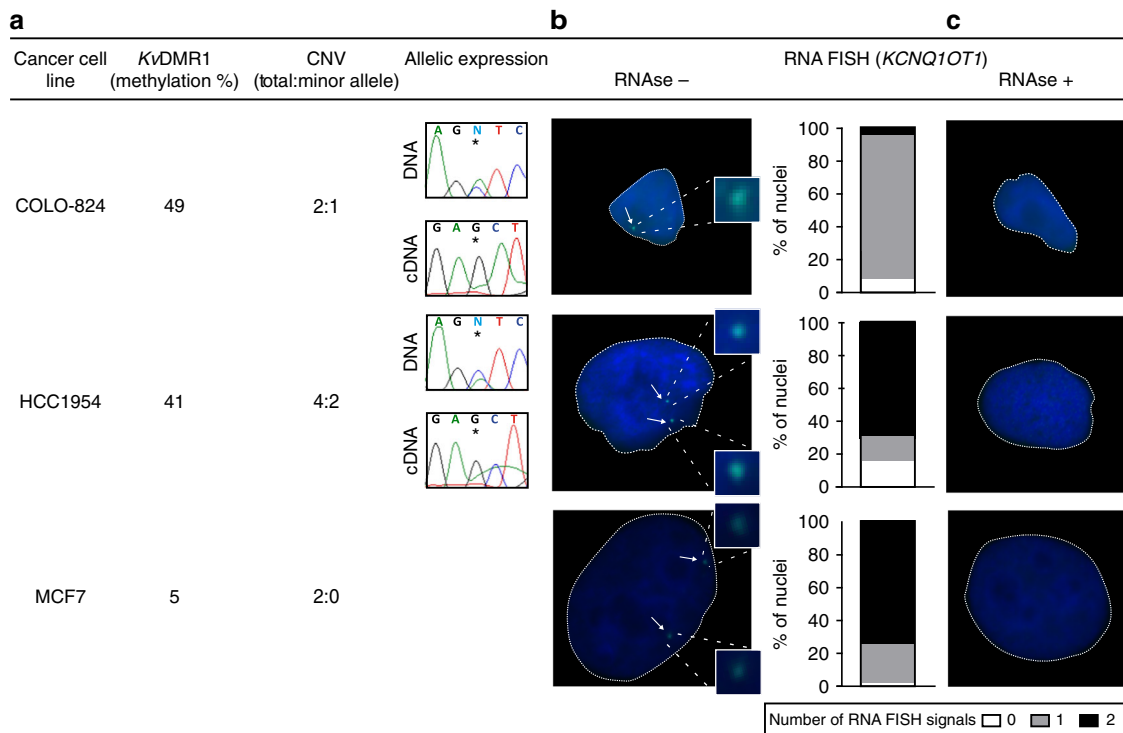 a
b
c
Cancer cell line
KvDMR1 (methylation %)
CNV (total:minor allele)
Allelic expression
RNA FISH (KCNQ1OT1)
RNAse –
RNAse +
COLO-824
49
2:1
DNA
A G N T C
*
cDNA
G A G C T
*
% of nuclei
100
80
60
40
20
0
HCC1954
41
4:2
DNA
A G N T C
*
cDNA
G A G C T
*
% of nuclei
100
80
60
40
20
0
MCF7
5
2:0
% of nuclei
100
80
60
40
20
0
Number of RNA FISH signals 0 1 2